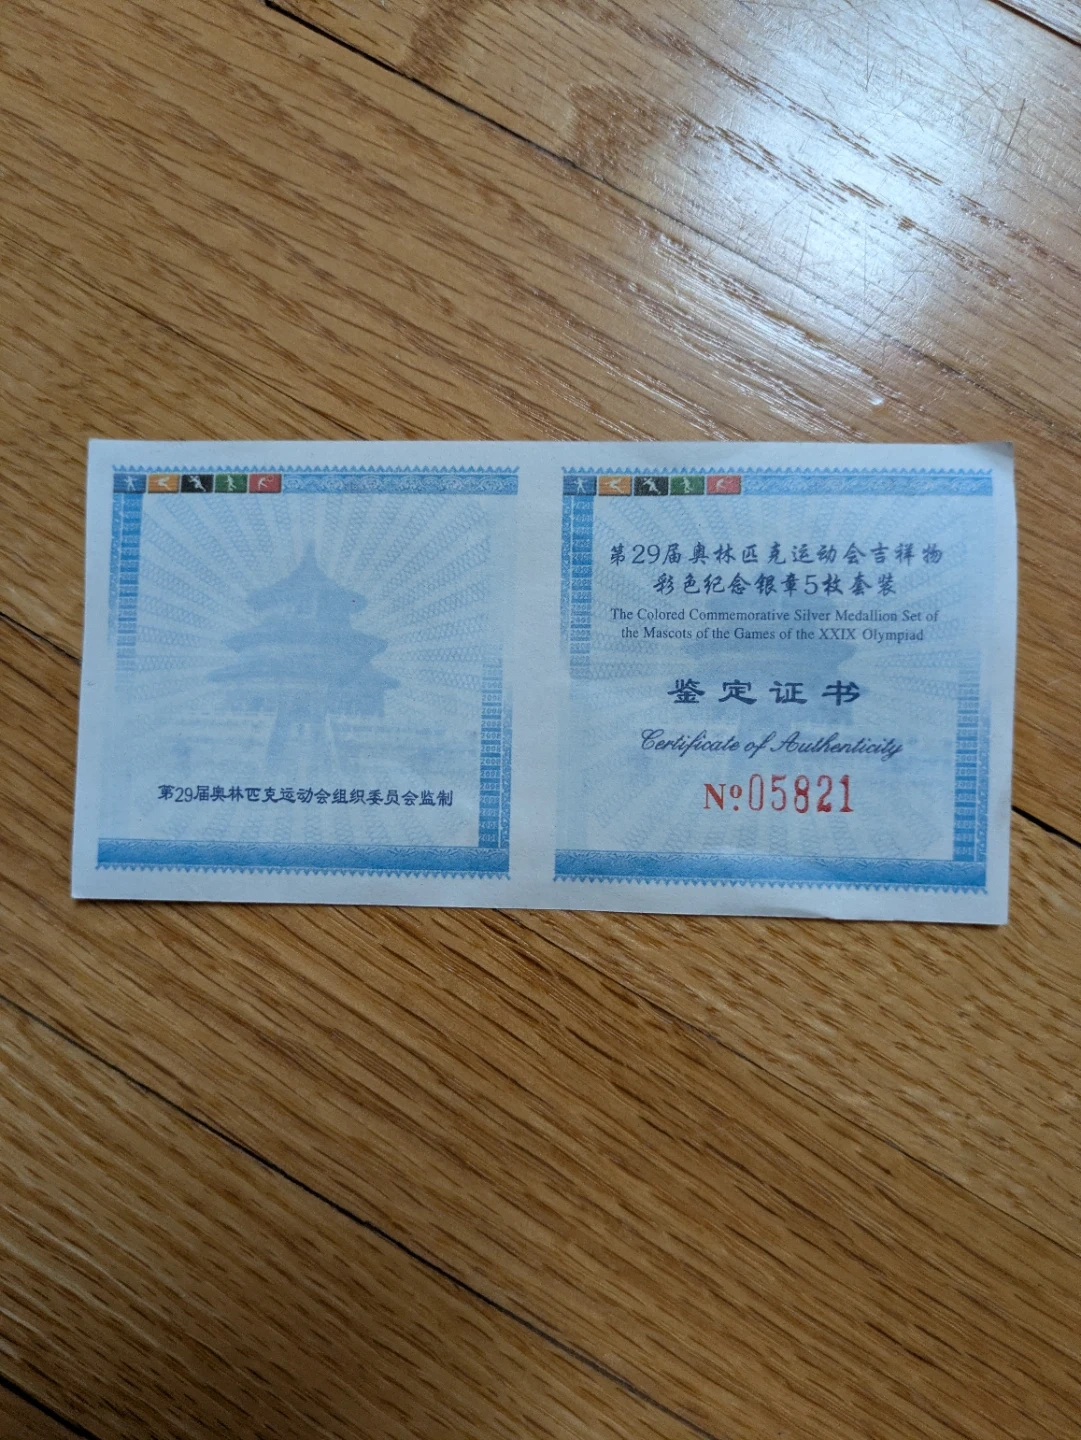 第29届奥林匹克运动会组织委员会监制
第29届奥林匹克运动会吉祥物
彩色纪念银章5枚套装
The Colored Commemorative Silver Medallion Set of
the Mascots of the Games of the XXIX Olympiad
鉴定证书
Certificate of Authenticity
Nº05821